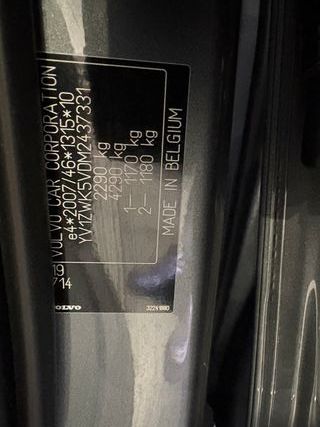 VOLVO CAR CORPORATION
e4*2007/46*1315*10
2290 kg
4290 kg
1— 1170 kg
2— 1180 kg
MADE IN BELGIUM
19
714
VOLVO
32241880